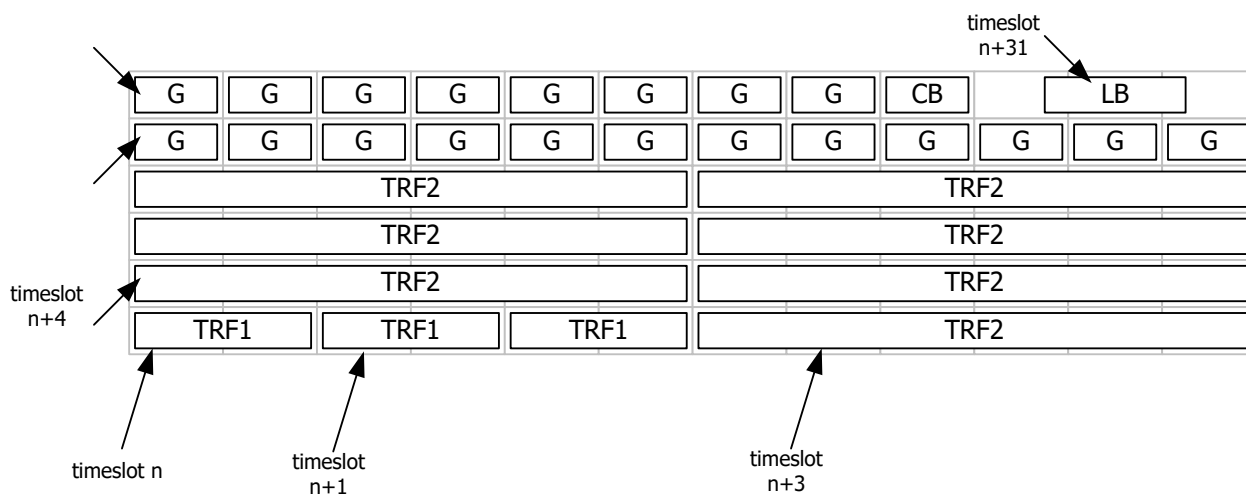 timeslot
n+31
G G G G G G G G CB LB
G G G G G G G G G G G G
TRF2 TRF2
TRF2 TRF2
timeslot
n+4
TRF2 TRF2
TRF1 TRF1 TRF1 TRF2
timeslot n
timeslot
n+1
timeslot
n+3